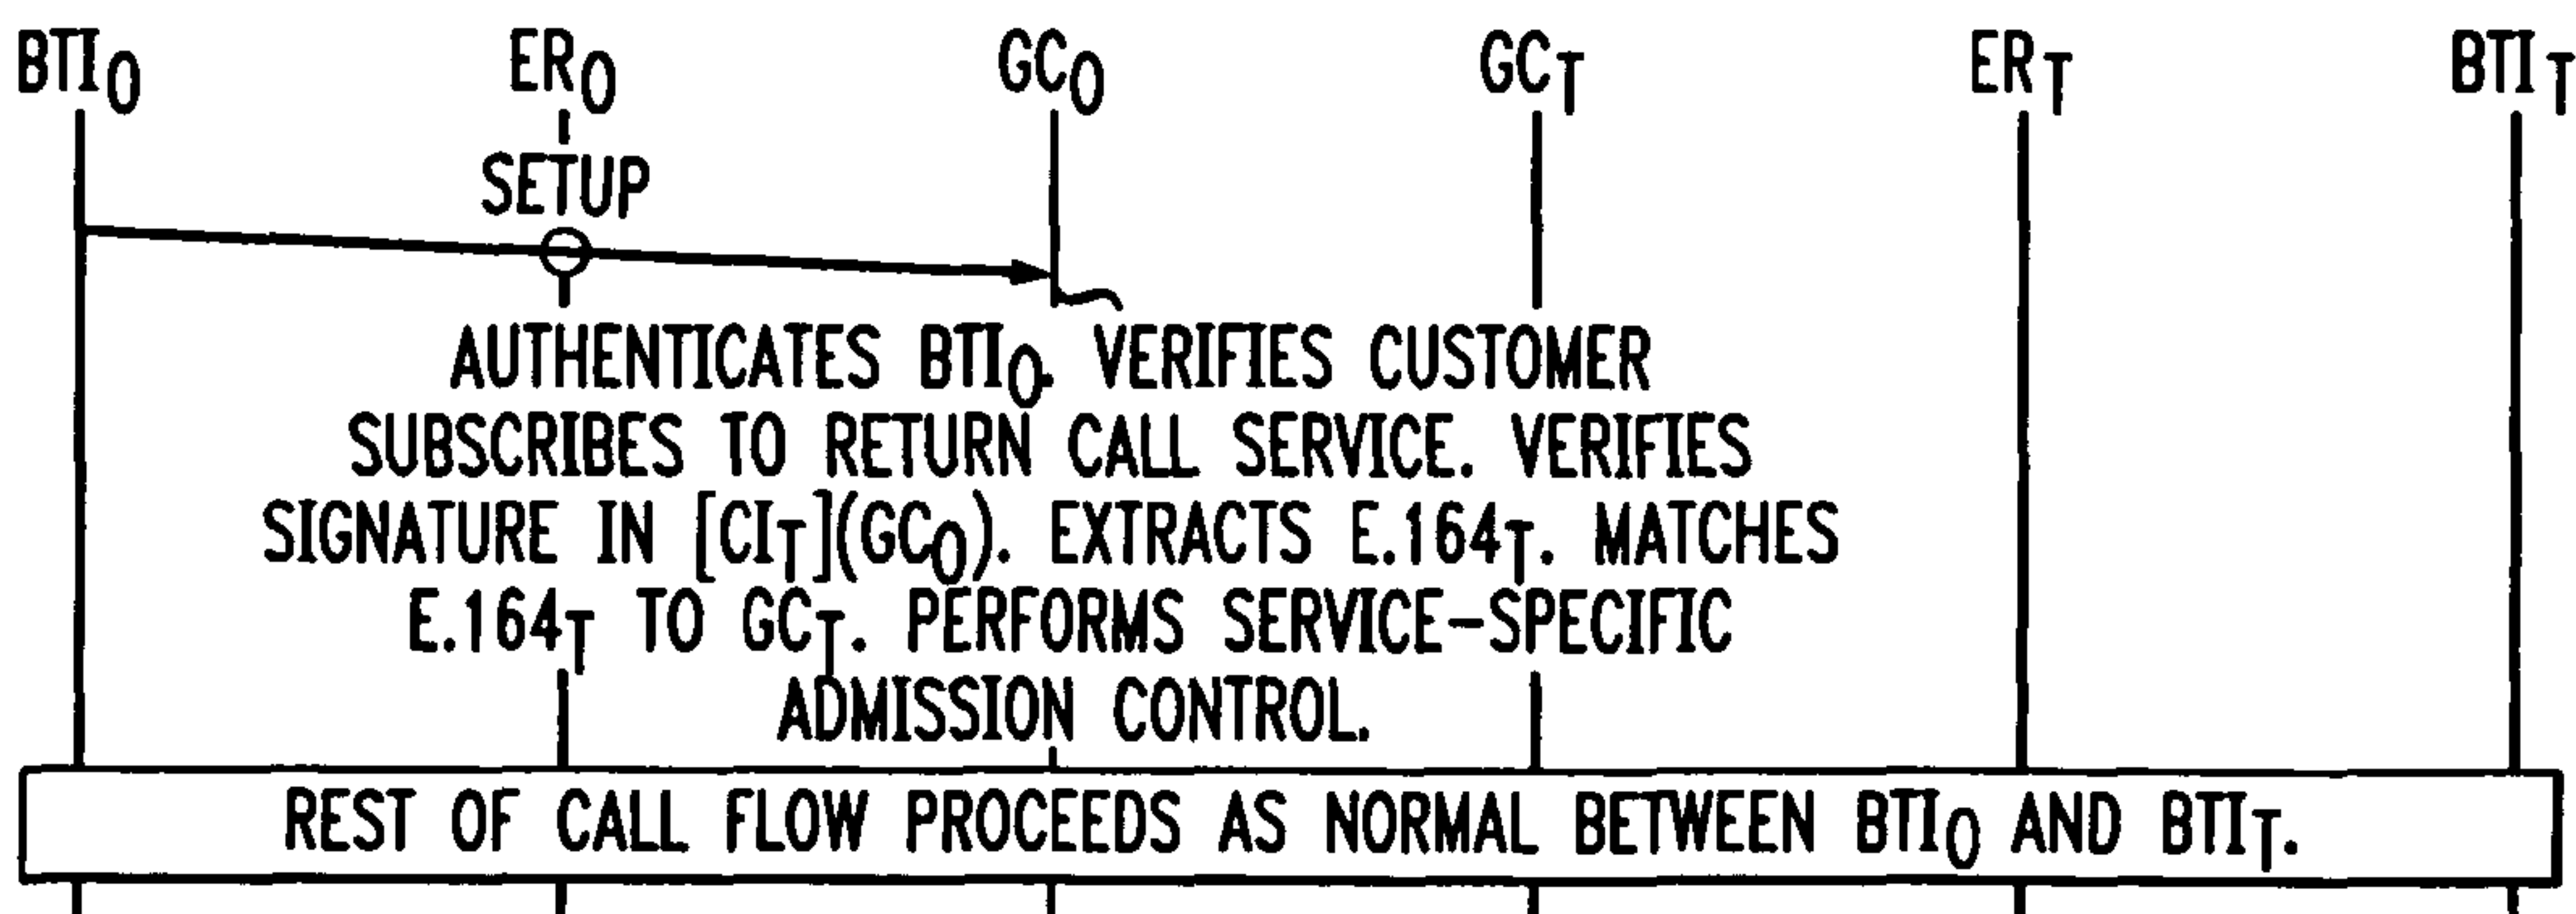 BTIO ERO GCO GCT ERT BTIT
SETUP
AUTHENTICATES BTIO. VERIFIES CUSTOMER
SUBSCRIBES TO RETURN CALL SERVICE. VERIFIES
SIGNATURE IN [CIT](GCO). EXTRACTS E.164T. MATCHES
E.164T TO GCT. PERFORMS SERVICE-SPECIFIC
ADMISSION CONTROL.
REST OF CALL FLOW PROCEEDS AS NORMAL BETWEEN BTIO AND BTIT.